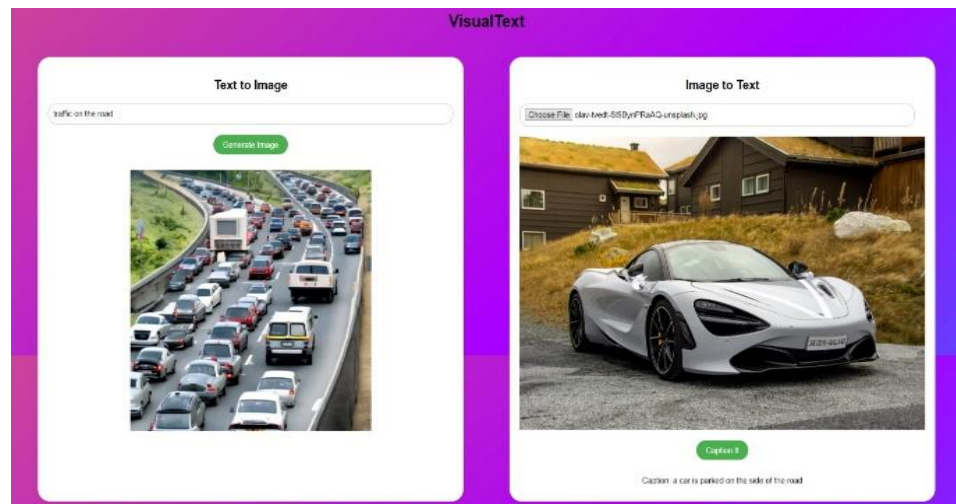 VisualText
Text to Image
traffic on the road
Generate Image
Image to Text
Choose File
Caption It
Caption: a car is parked on the side of the road